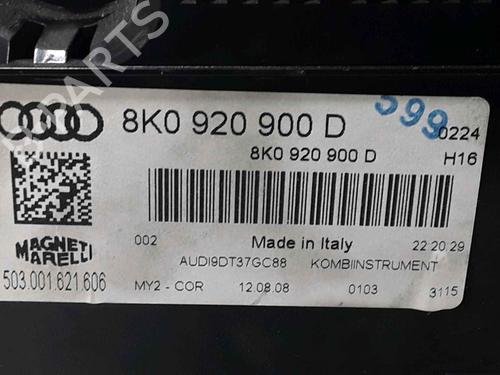 B-PARTS
8K0 920 900 D
599
0224
8K0 920 900 D
H16
MAGNETI
MARELLI
002
Made in Italy
22:20:29
AUDI9DT37GC88
KOMBIINSTRUMENT
503.001.621.606
MY2 - COR
12.08.08
0103
3115